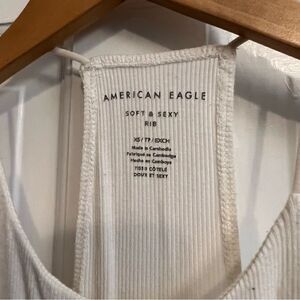 AMERICAN EAGLE
SOFT & SEXY
RIB
XS / TP / EXCH
Made in Cambodia
Fabriqué au Cambodge
Hecho en Camboya
TISSU CÔTELÉ
DOUX ET SEXY